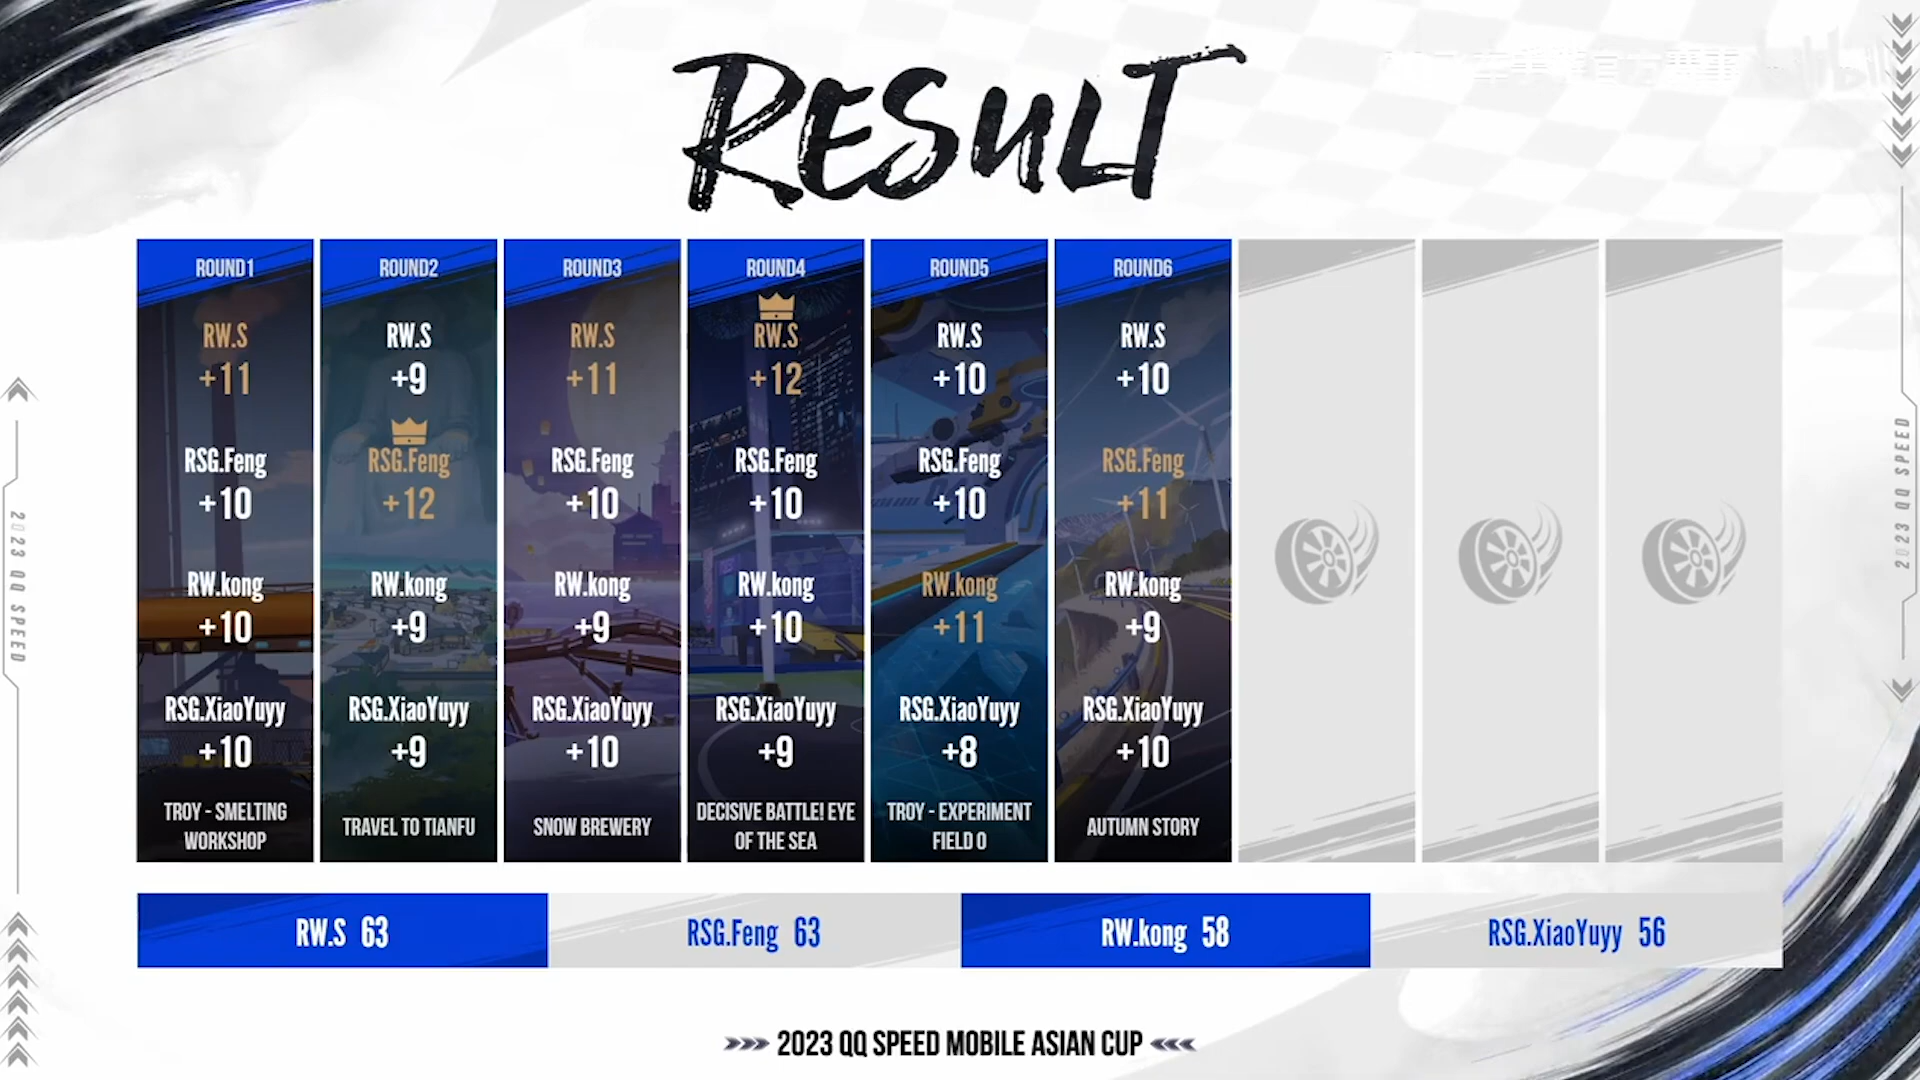 RESULT
ROUND1
RW.S
+11
RSG.Feng
+10
RW.kong
+10
RSG.XiaoYuyy
+10
TROY - SMELTING
WORKSHOP
ROUND2
RW.S
+9
RSG.Feng
+12
RW.kong
+9
RSG.XiaoYuyy
+9
TRAVEL TO TIANFU
ROUND3
RW.S
+11
RSG.Feng
+10
RW.kong
+9
RSG.XiaoYuyy
+10
SNOW BREWERY
ROUND4
RW.S
+12
RSG.Feng
+10
RW.kong
+10
RSG.XiaoYuyy
+9
DECISIVE BATTLE! EYE
OF THE SEA
ROUND5
RW.S
+10
RSG.Feng
+10
RW.kong
+11
RSG.XiaoYuyy
+8
TROY - EXPERIMENT
FIELD 0
ROUND6
RW.S
+10
RSG.Feng
+11
RW.kong
+9
RSG.XiaoYuyy
+10
AUTUMN STORY
RW.S 63
RSG.Feng 63
RW.kong 58
RSG.XiaoYuyy 56
2023 QQ SPEED MOBILE ASIAN CUP
2023 QQ SPEED
2023 QQ SPEED